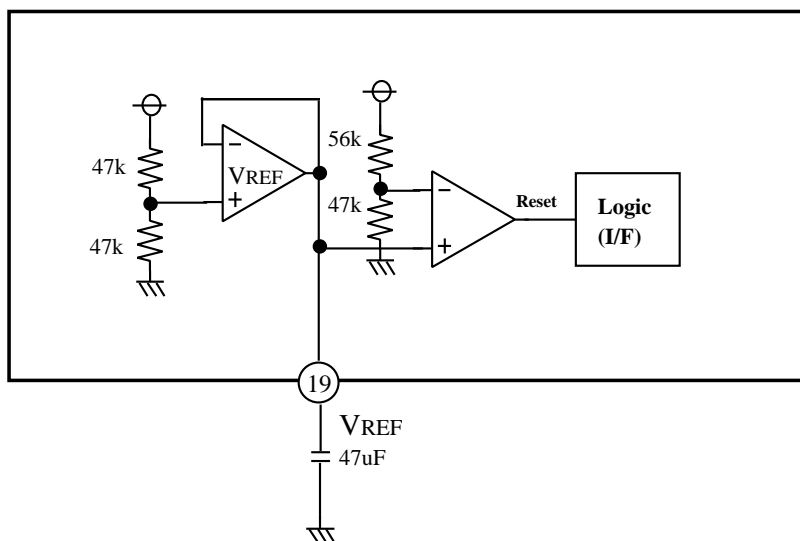 47k
47k
−
+
VREF
56k
47k
−
+
Reset
Logic
(I/F)
19
VREF
47uF